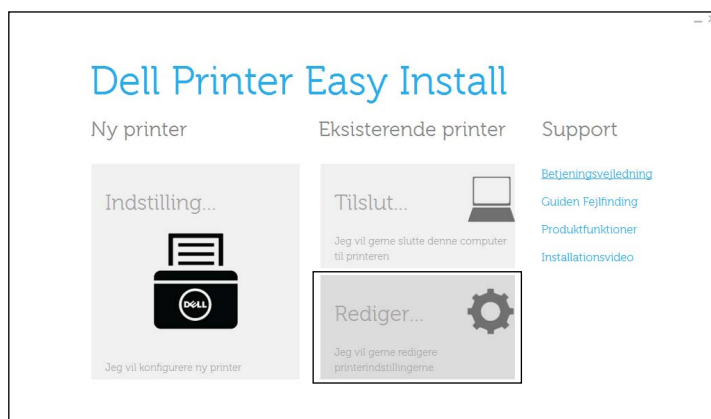 Dell Printer Easy Install
Ny printer
Indstilling...
DELL
Jeg vil konfigurere ny printer
Eksisterende printer
Tilslut...
Jeg vil gerne slutte denne computer
til printeren
Rediger...
Jeg vil gerne redigere
printerindstillingerne
Support
Betjeningsvejledning
Guiden Fejlfinding
Produktfunktioner
Installationsvideo